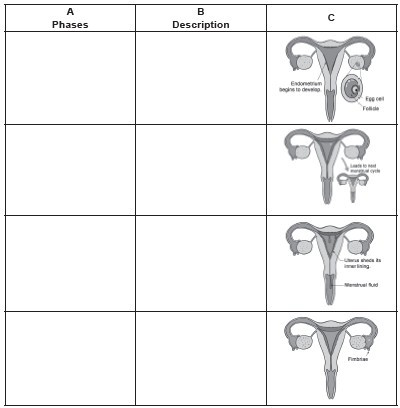 A
Phases
B
Description
C
Endometrium
begins to develop.
Egg cell
Follicle
Leads to next
menstrual cycle
Uterus sheds its
inner lining.
Menstrual fluid
Fimbriae